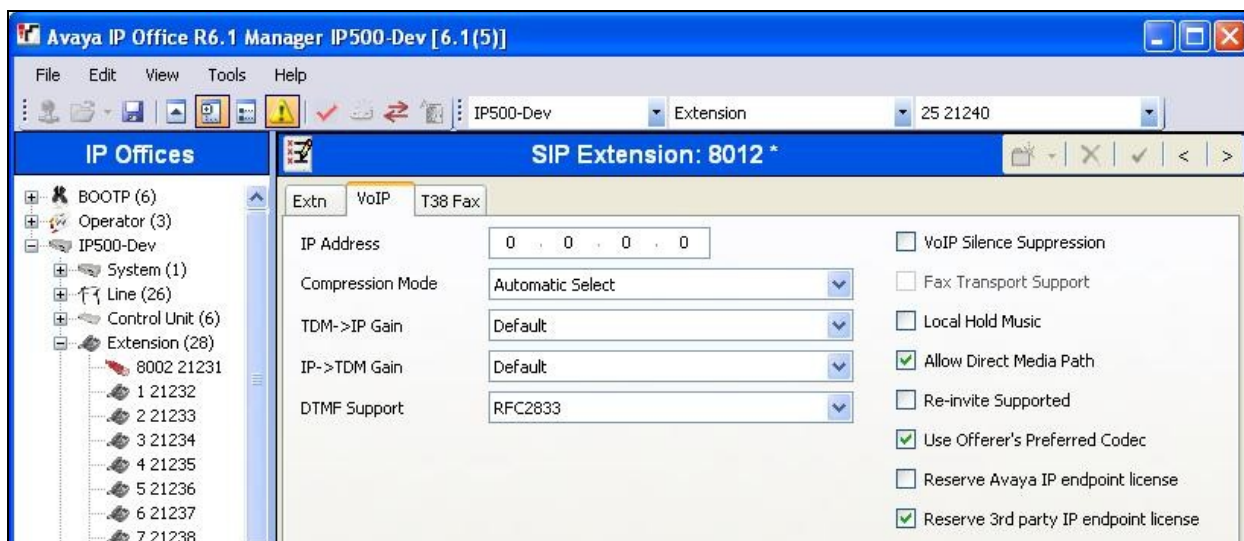 Avaya IP Office R6.1 Manager IP500-Dev [6.1(5)]
File Edit View Tools Help
IP500-Dev Extension 25 21240
IP Offices
BOOTP (6)
Operator (3)
IP500-Dev
System (1)
Line (26)
Control Unit (6)
Extension (28)
8002 21231
1 21232
2 21233
3 21234
4 21235
5 21236
6 21237
7 21238
SIP Extension: 8012 *
Extn VoIP T38 Fax
IP Address 0 . 0 . 0 . 0
Compression Mode Automatic Select
TDM->IP Gain Default
IP->TDM Gain Default
DTMF Support RFC2833
VoIP Silence Suppression
Fax Transport Support
Local Hold Music
Allow Direct Media Path
Re-invite Supported
Use Offerer's Preferred Codec
Reserve Avaya IP endpoint license
Reserve 3rd party IP endpoint license